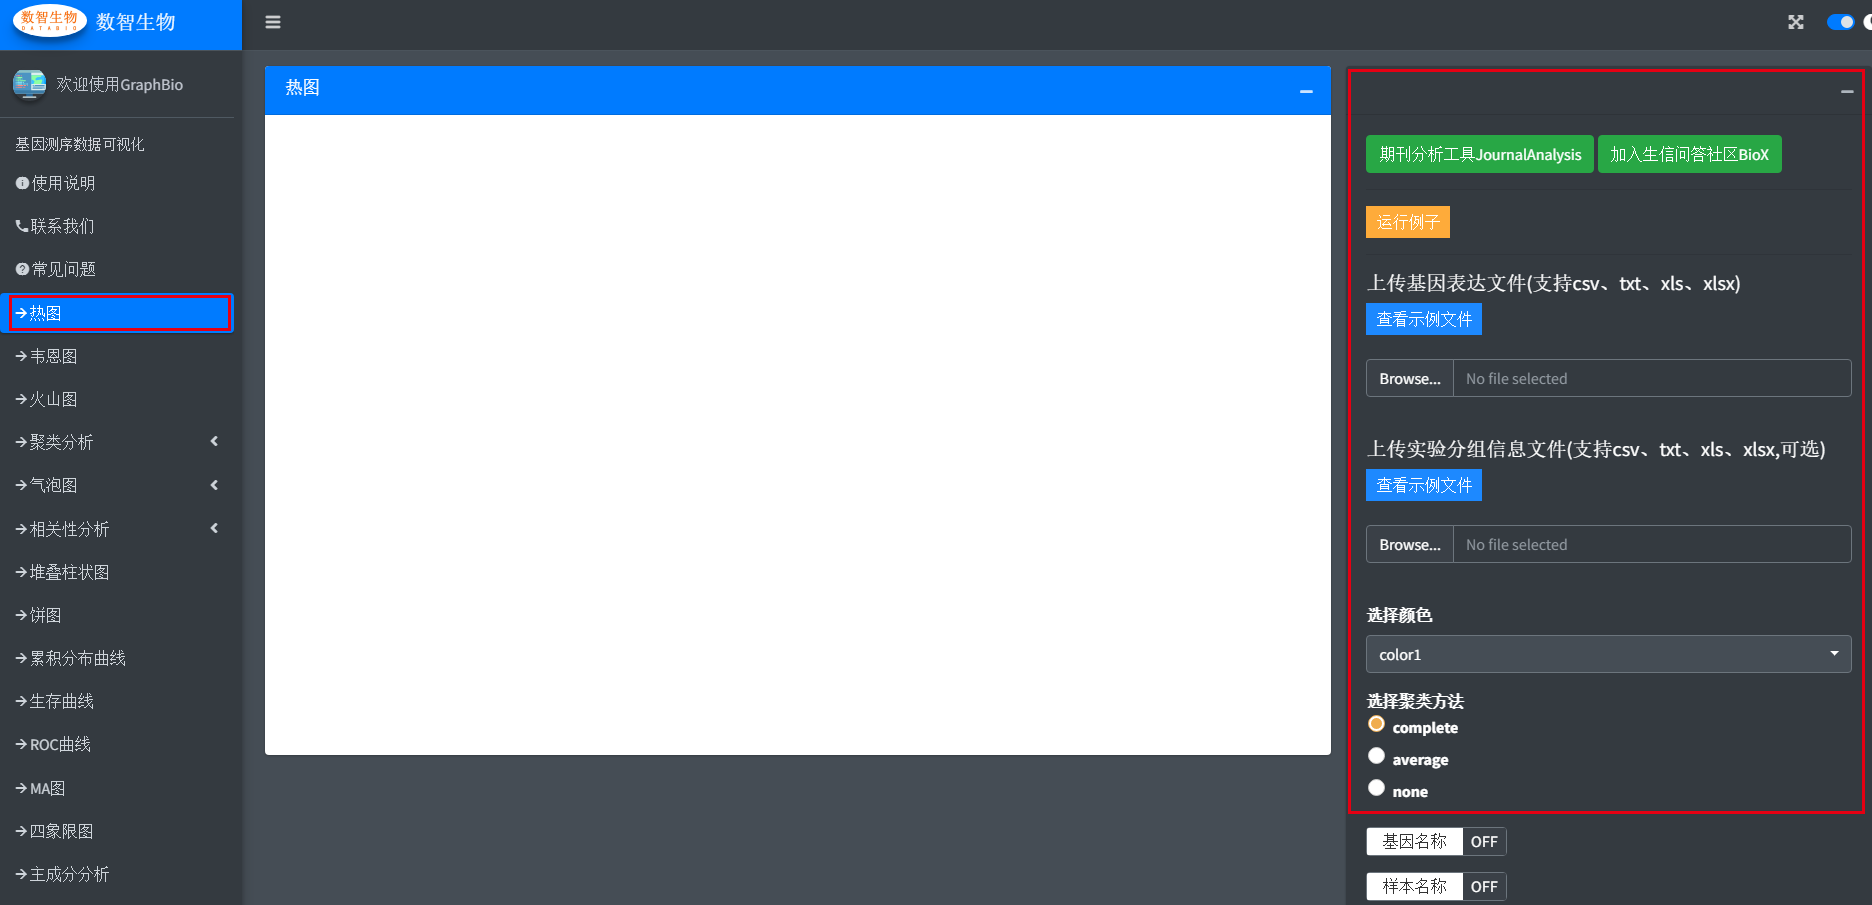 数智生物
DATABIO
数智生物
欢迎使用GraphBio
基因测序数据可视化
使用说明
联系我们
常见问题
热图
韦恩图
火山图
聚类分析
气泡图
相关性分析
堆叠柱状图
饼图
累积分布曲线
生存曲线
ROC曲线
MA图
四象限图
主成分分析
热图
期刊分析工具JournalAnalysis
加入生信问答社区BioX
运行例子
上传基因表达文件(支持csv、txt、xls、xlsx)
查看示例文件
Browse... No file selected
上传实验分组信息文件(支持csv、txt、xls、xlsx,可选)
查看示例文件
Browse... No file selected
选择颜色
color1
选择聚类方法
complete
average
none
基因名称 OFF
样本名称 OFF